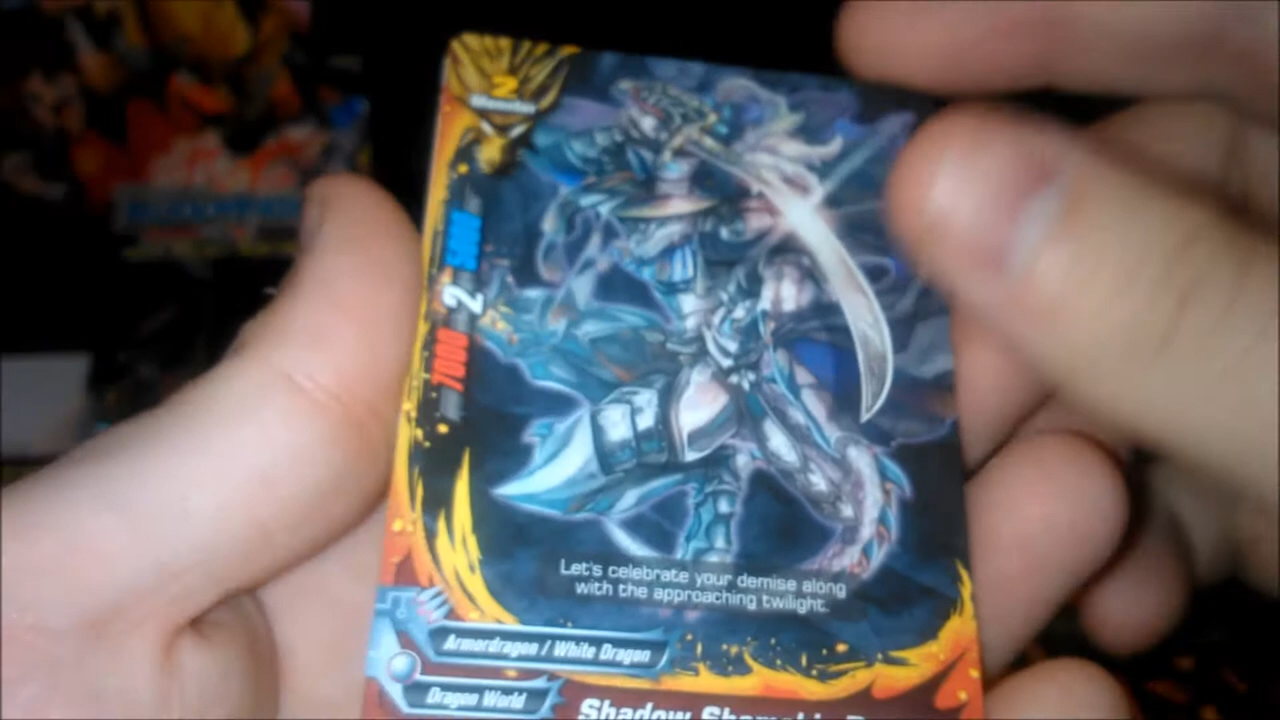 2
Monster
5000
2
7000
Let's celebrate your demise along
with the approaching twilight.
Armordragon / White Dragon
Dragon World
Shadow